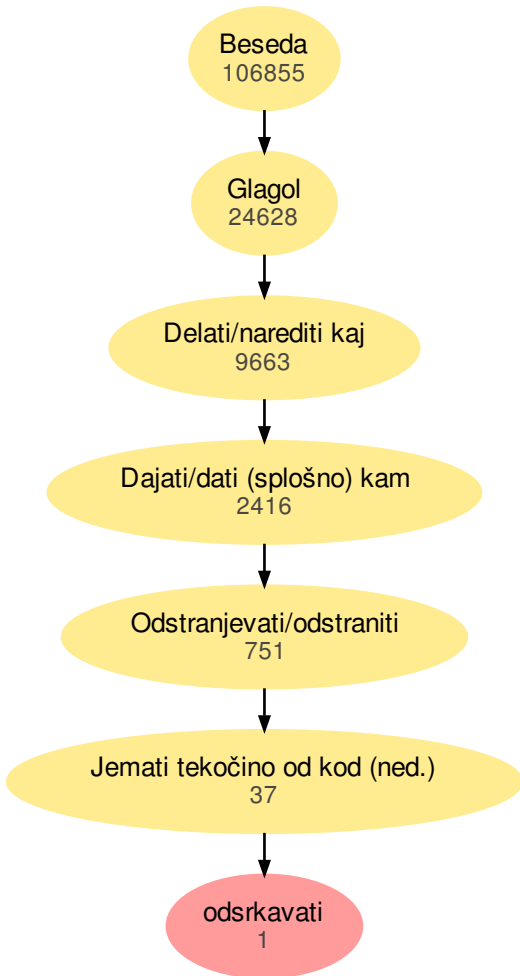 Beseda
106855
Glagol
24628
Delati/narediti kaj
9663
Dajati/dati (splošno) kam
2416
Odstranjevati/odstraniti
751
Jemati tekočino od kod (ned.)
37
odsrkavati
1